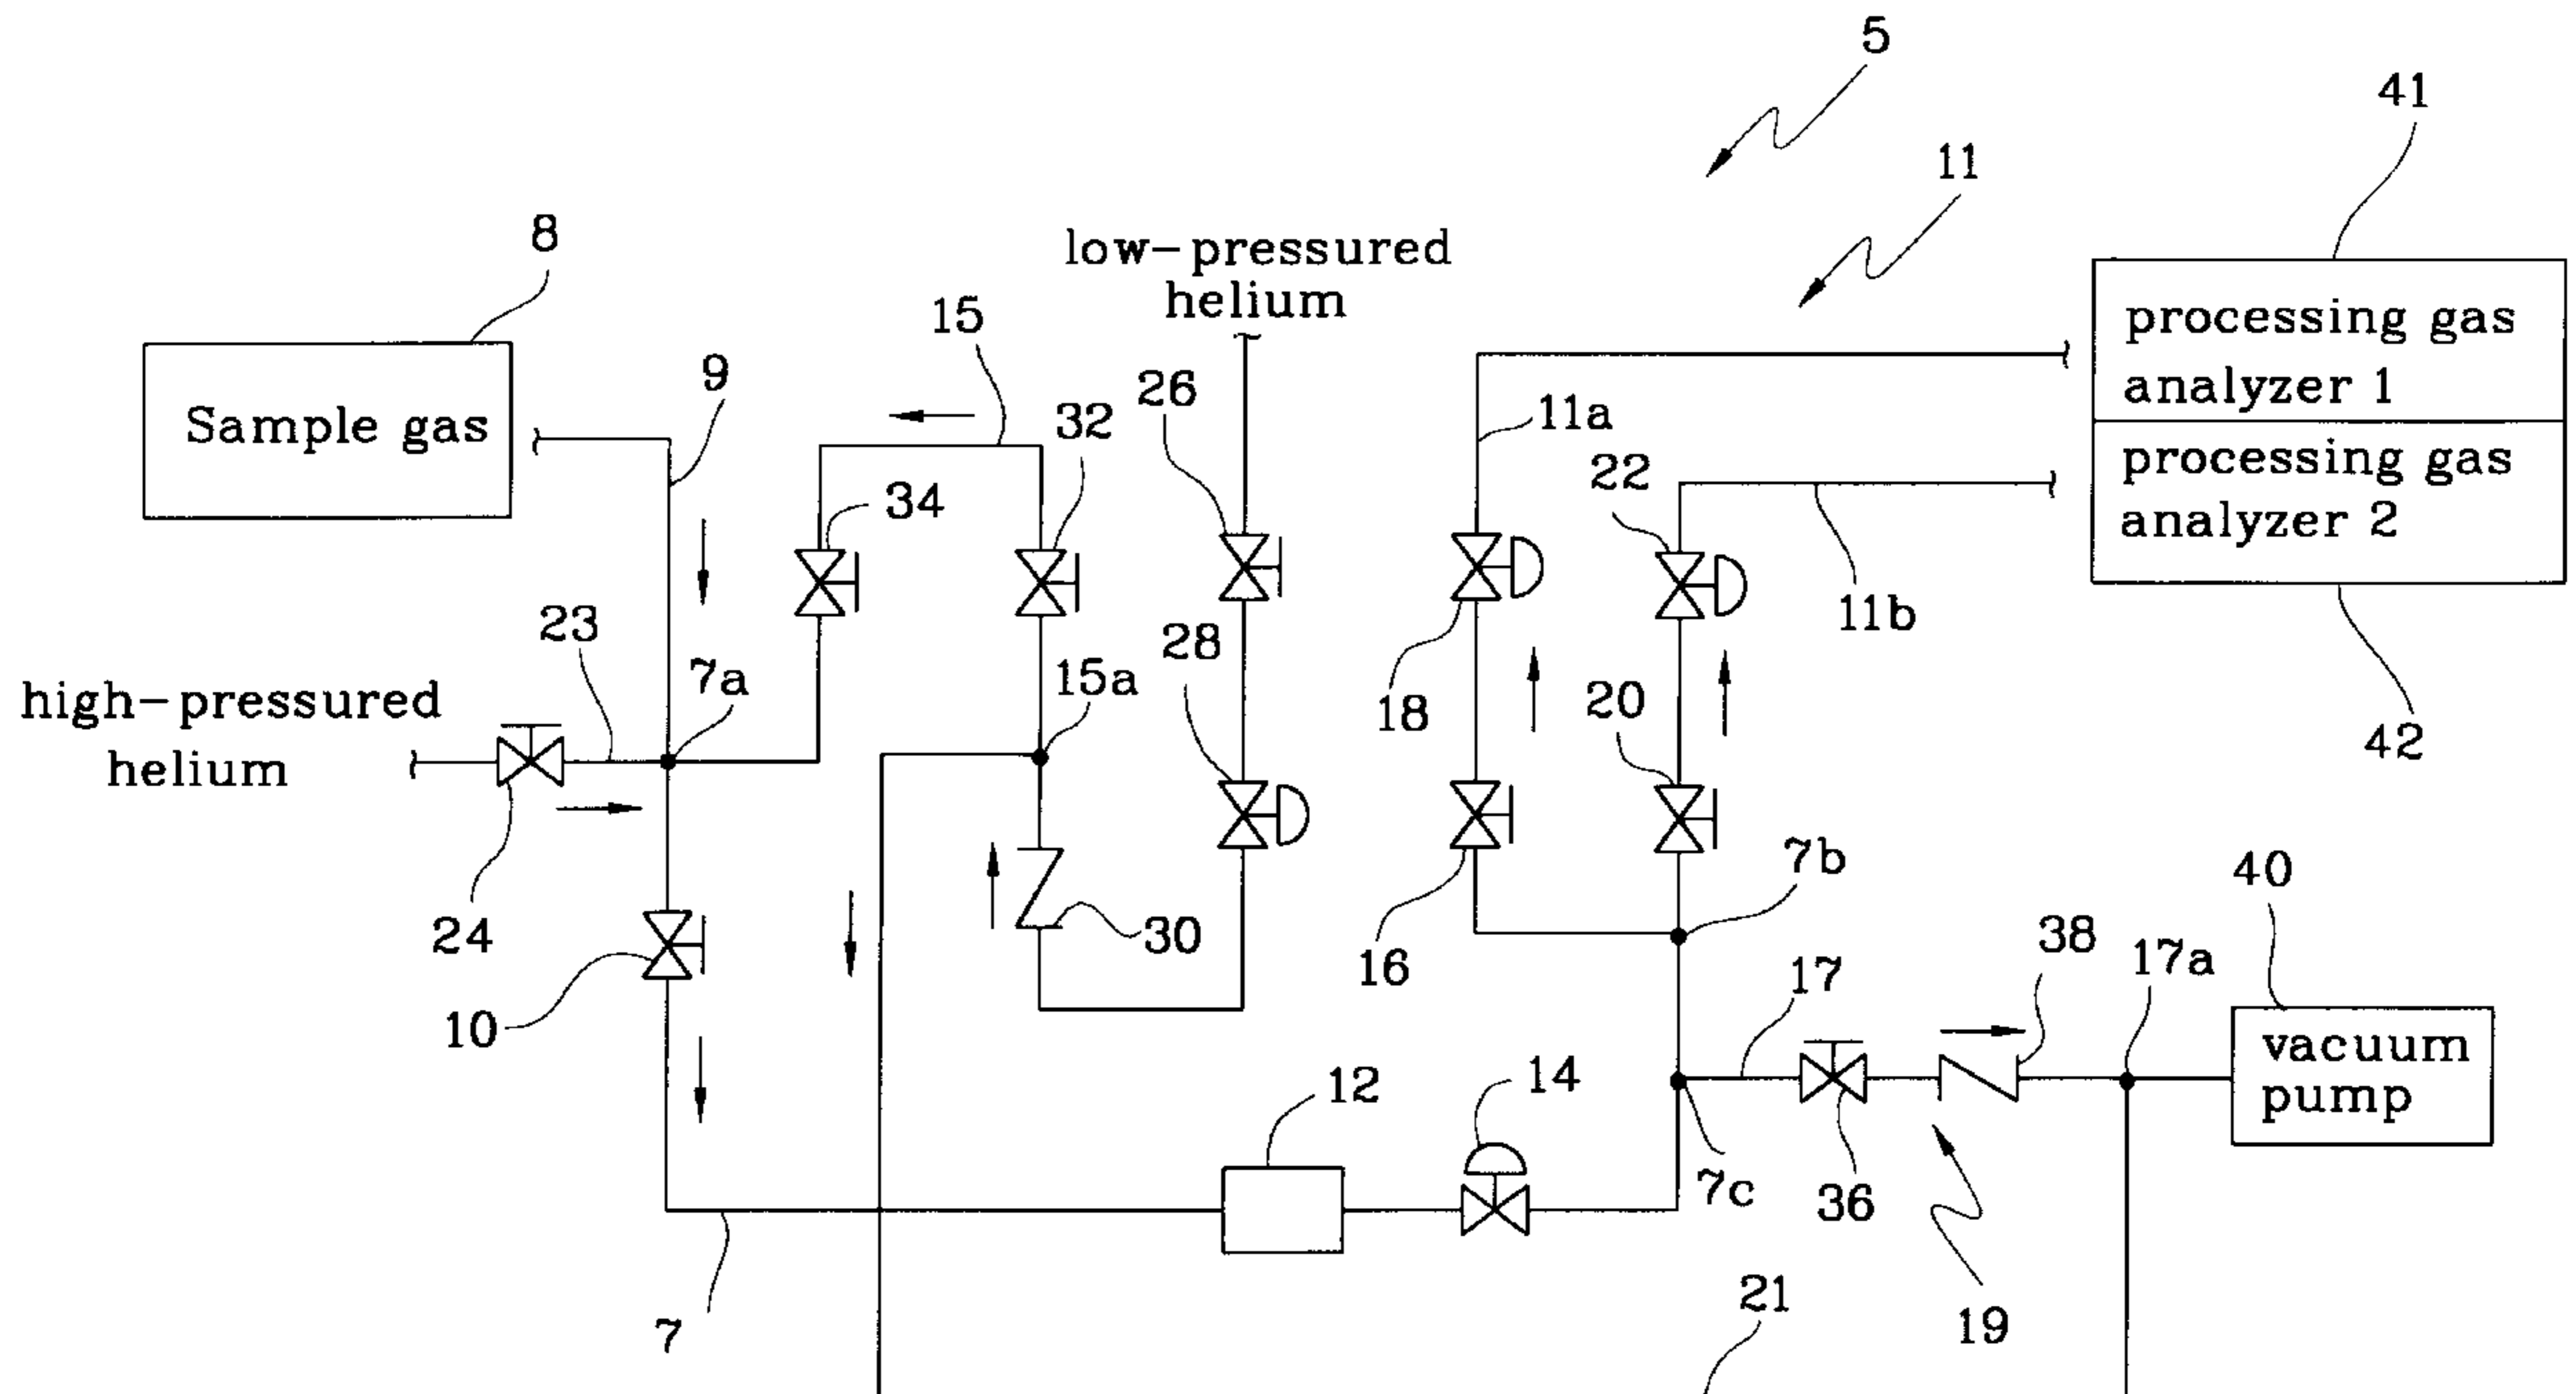 5
41
11
8
low-pressured
helium
15
processing gas
analyzer 1
9
26
32
11a
Sample gas
22
processing gas
analyzer 2
34
11b
23
28
7a
15a
high-pressured
helium
18
20
42
7b
40
24
30
16
38
17a
10
17
vacuum
pump
12
14
7c
36
21
19
7